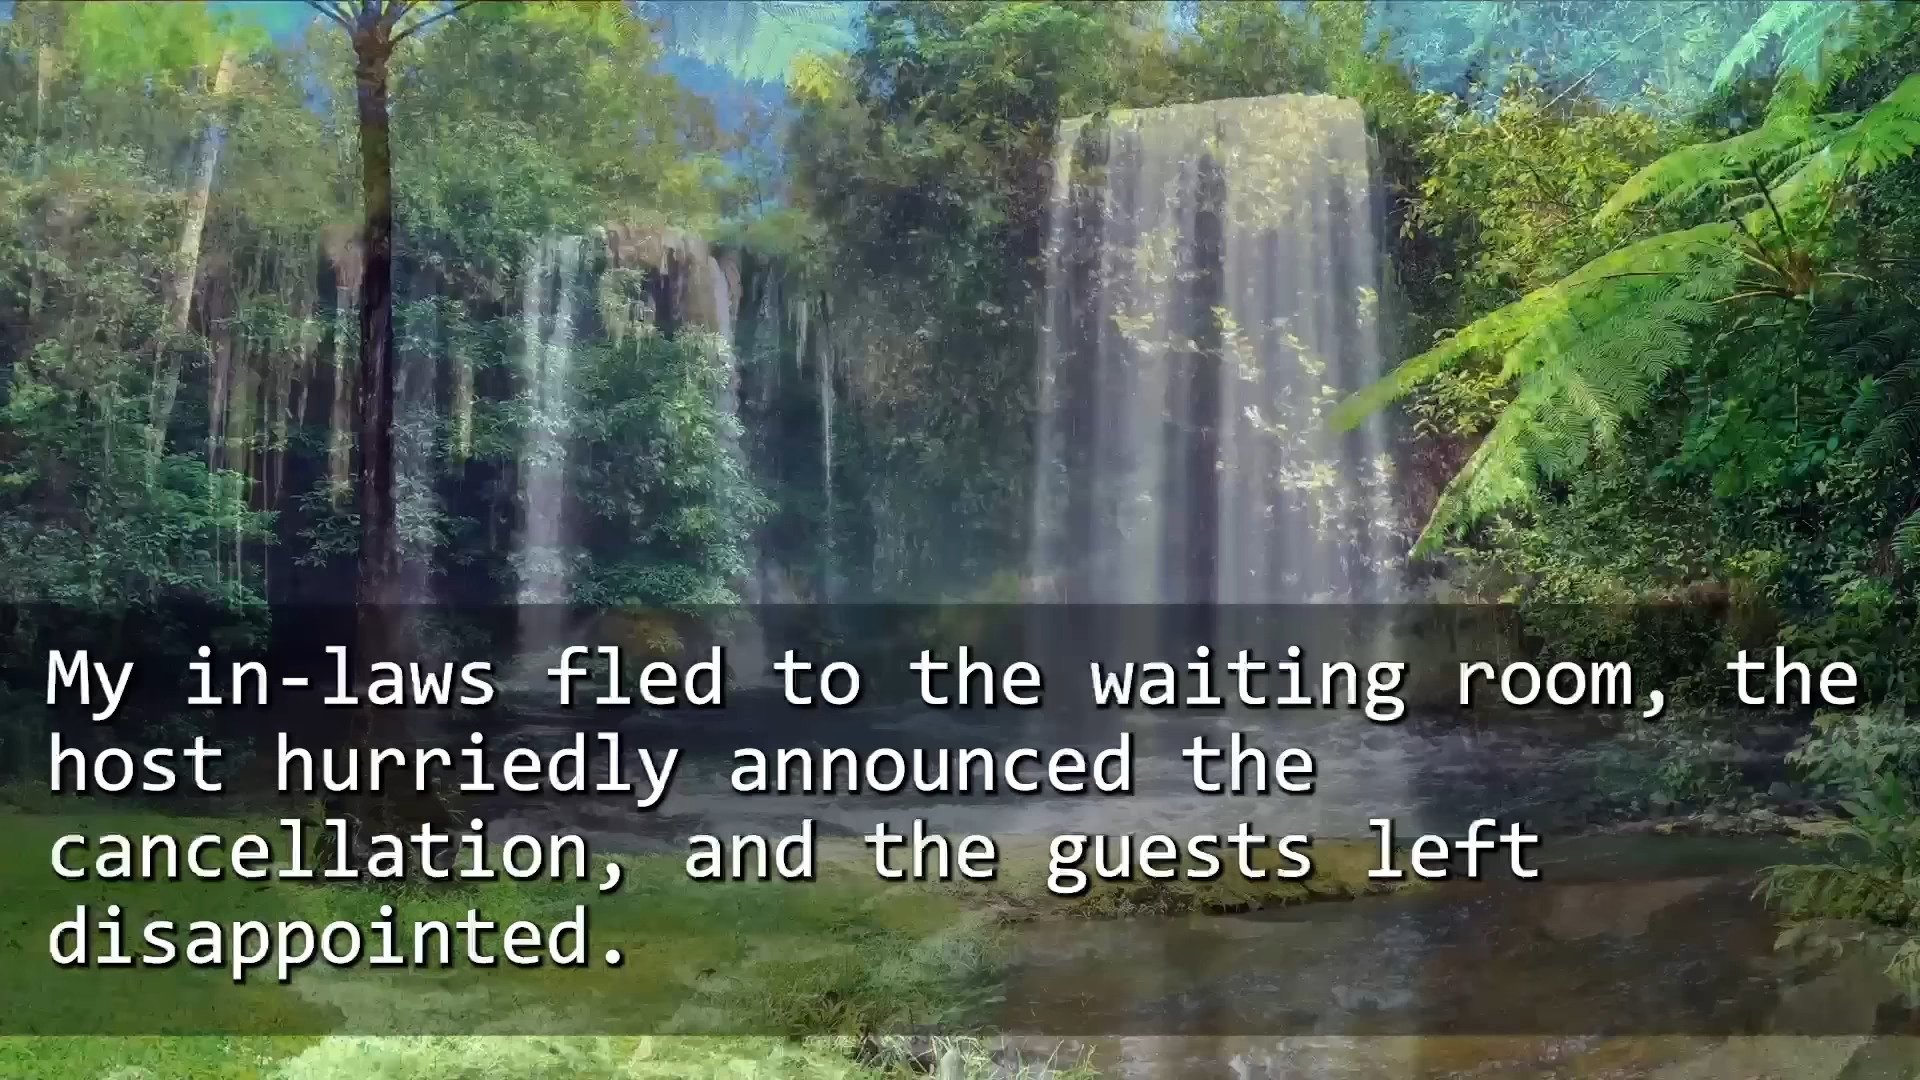 My in-laws fled to the waiting room, the
host hurriedly announced the
cancellation, and the guests left
disappointed.